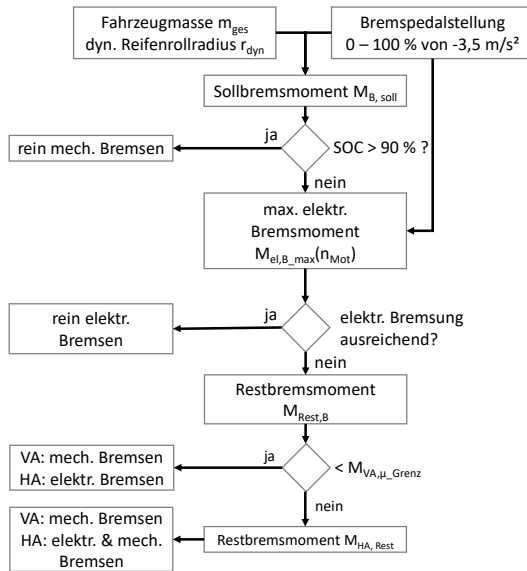 Fahrzeugmasse m_ges
dyn. Reifenrollradius r_dyn
Bremspedalstellung
0 – 100 % von -3,5 m/s²
Sollbremsmoment M_B, soll
ja
SOC > 90 % ?
rein mech. Bremsen
nein
max. elektr.
Bremsmoment
M_el,B_max(n_Mot)
ja
elektr. Bremsung
ausreichend?
rein elektr.
Bremsen
nein
Restbremsmoment
M_Rest,B
VA: mech. Bremsen
HA: elektr. Bremsen
ja
< M_VA,µ_Grenz
nein
VA: mech. Bremsen
HA: elektr. & mech.
Bremsen
Restbremsmoment M_HA, Rest